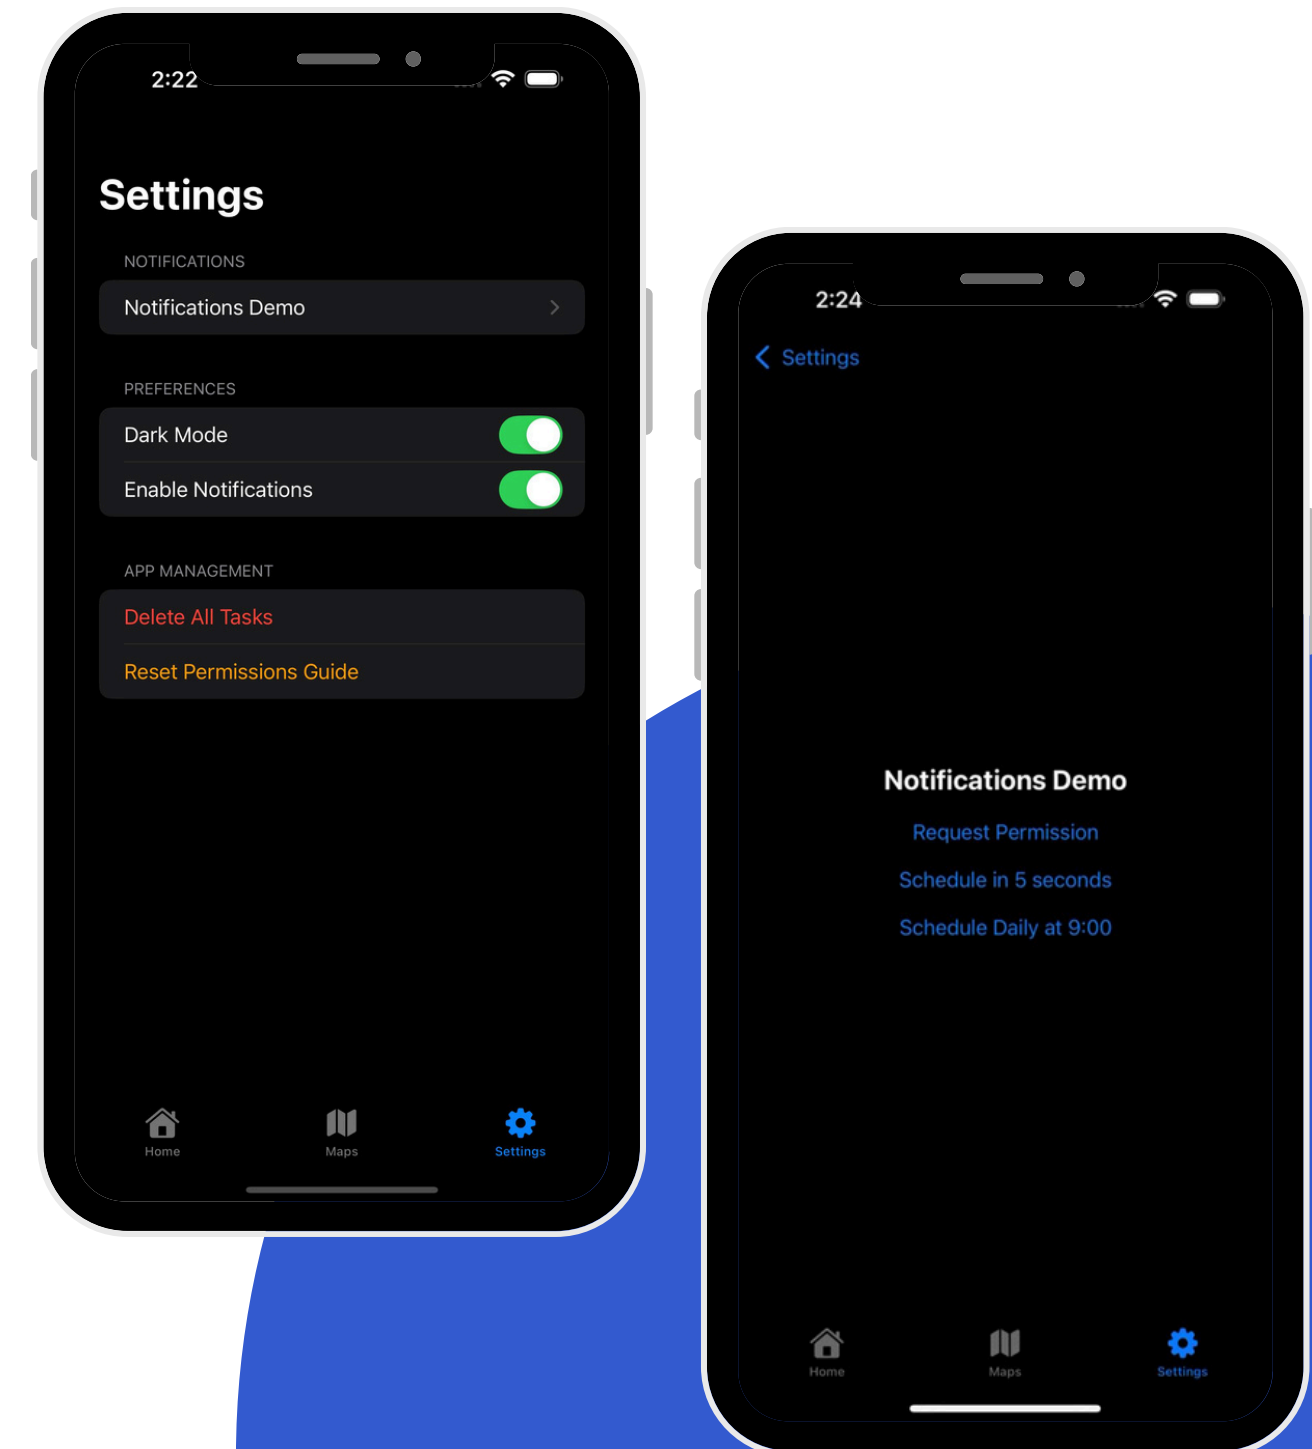 2:22
Settings
NOTIFICATIONS
Notifications Demo
PREFERENCES
Dark Mode
Enable Notifications
APP MANAGEMENT
Delete All Tasks
Reset Permissions Guide
Home
Maps
Settings
2:24
Settings
Notifications Demo
Request Permission
Schedule in 5 seconds
Schedule Daily at 9:00
Home
Maps
Settings